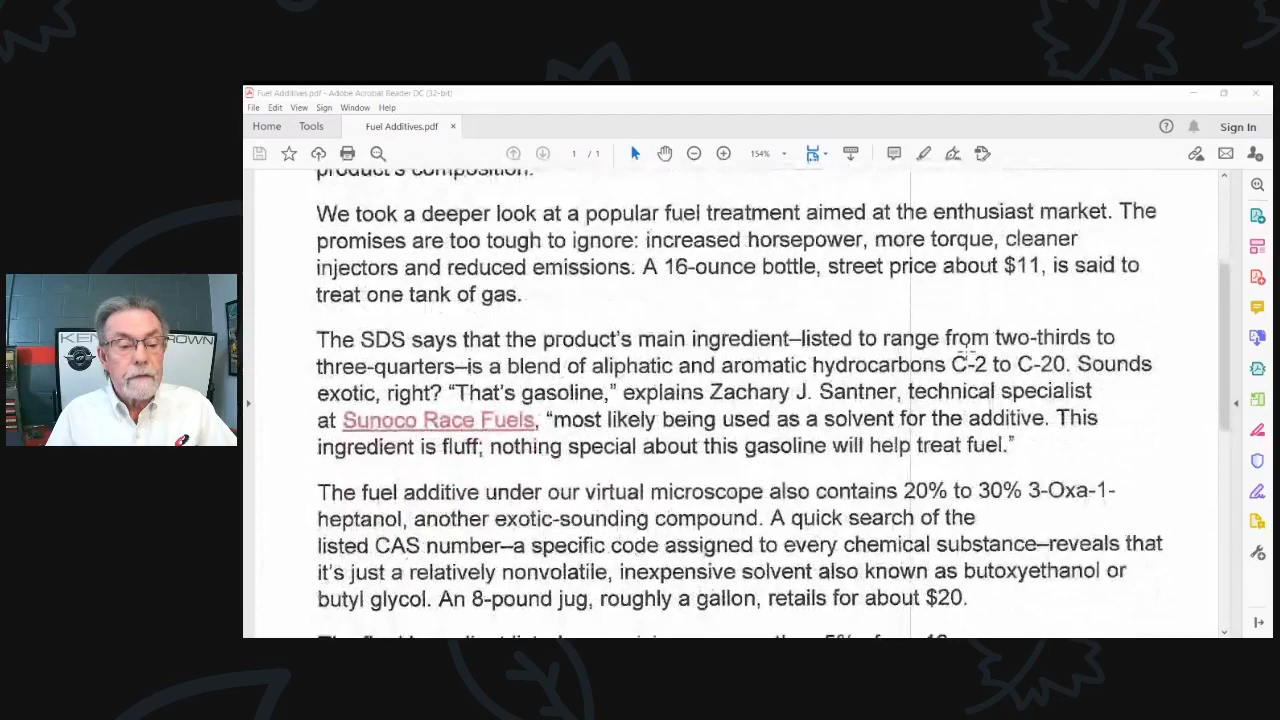 Fuel Additives.pdf - Adobe Acrobat Reader DC (32-bit)
File Edit View Sign Window Help
Home Tools Fuel Additives.pdf × Sign In
1 / 1 154%
product's composition.
We took a deeper look at a popular fuel treatment aimed at the enthusiast market. The
promises are too tough to ignore: increased horsepower, more torque, cleaner
injectors and reduced emissions. A 16-ounce bottle, street price about $11, is said to
treat one tank of gas.
The SDS says that the product's main ingredient–listed to range from two-thirds to
three-quarters–is a blend of aliphatic and aromatic hydrocarbons C-2 to C-20. Sounds
exotic, right? “That's gasoline,” explains Zachary J. Santner, technical specialist
at Sunoco Race Fuels, “most likely being used as a solvent for the additive. This
ingredient is fluff; nothing special about this gasoline will help treat fuel.”
The fuel additive under our virtual microscope also contains 20% to 30% 3-Oxa-1-
heptanol, another exotic-sounding compound. A quick search of the
listed CAS number–a specific code assigned to every chemical substance–reveals that
it's just a relatively nonvolatile, inexpensive solvent also known as butoxyethanol or
butyl glycol. An 8-pound jug, roughly a gallon, retails for about $20.